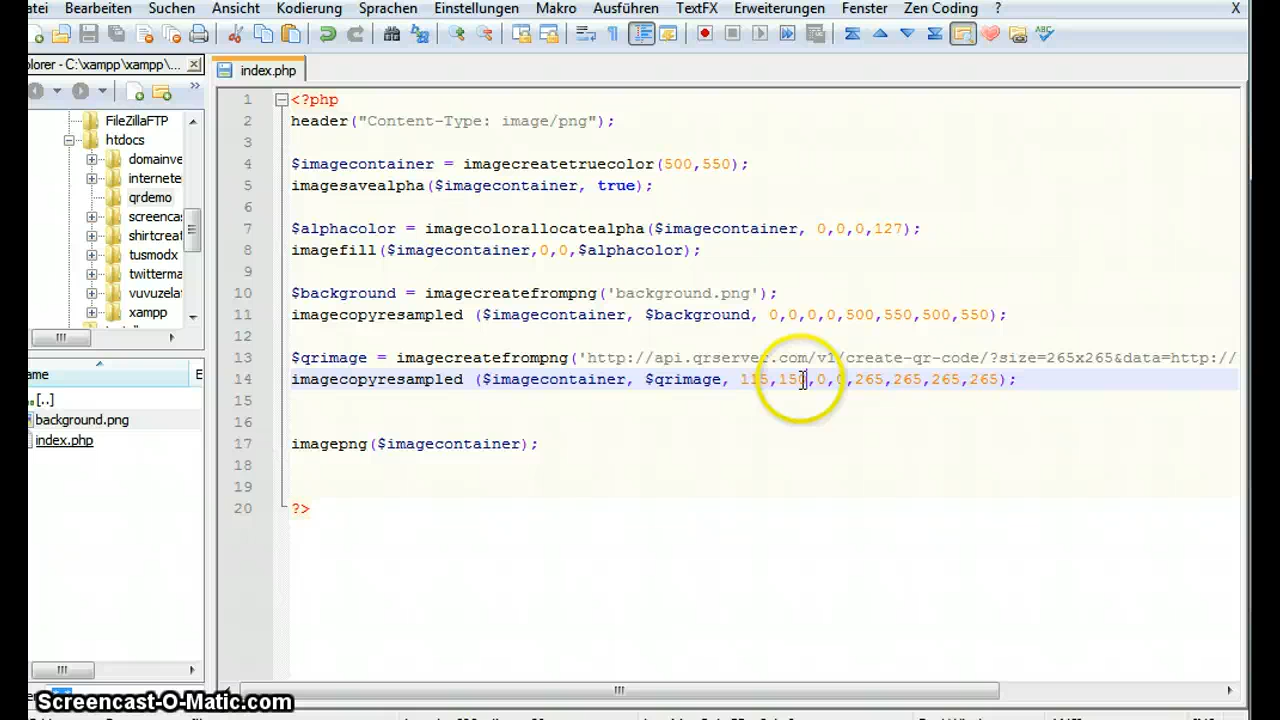 atei Bearbeiten Suchen Ansicht Kodierung Sprachen Einstellungen Makro Ausführen TextFX Erweiterungen Fenster Zen Coding ? X
plorer - C:\xampp\xampp\...
index.php
FileZillaFTP
htdocs
domainve
internete
qrdemo
screencas
shirtcreat
tusmodx
twitterma
vuvuzela
xampp
ame E
[..]
background.png
index.php
1 <?php
2 header("Content-Type: image/png");
3
4 $imagecontainer = imagecreatetruecolor(500,550);
5 imagesavealpha($imagecontainer, true);
6
7 $alphacolor = imagecolorallocatealpha($imagecontainer, 0,0,0,127);
8 imagefill($imagecontainer,0,0,$alphacolor);
9
10 $background = imagecreatefrompng('background.png');
11 imagecopyresampled ($imagecontainer, $background, 0,0,0,0,500,550,500,550);
12
13 $qrimage = imagecreatefrompng('http://api.qrserver.com/v1/create-qr-code/?size=265x265&data=http://
14 imagecopyresampled ($imagecontainer, $qrimage, 115,150,0,0,265,265,265,265);
15
16
17 imagepng($imagecontainer);
18
19
20 ?>
Screencast-O-Matic.com